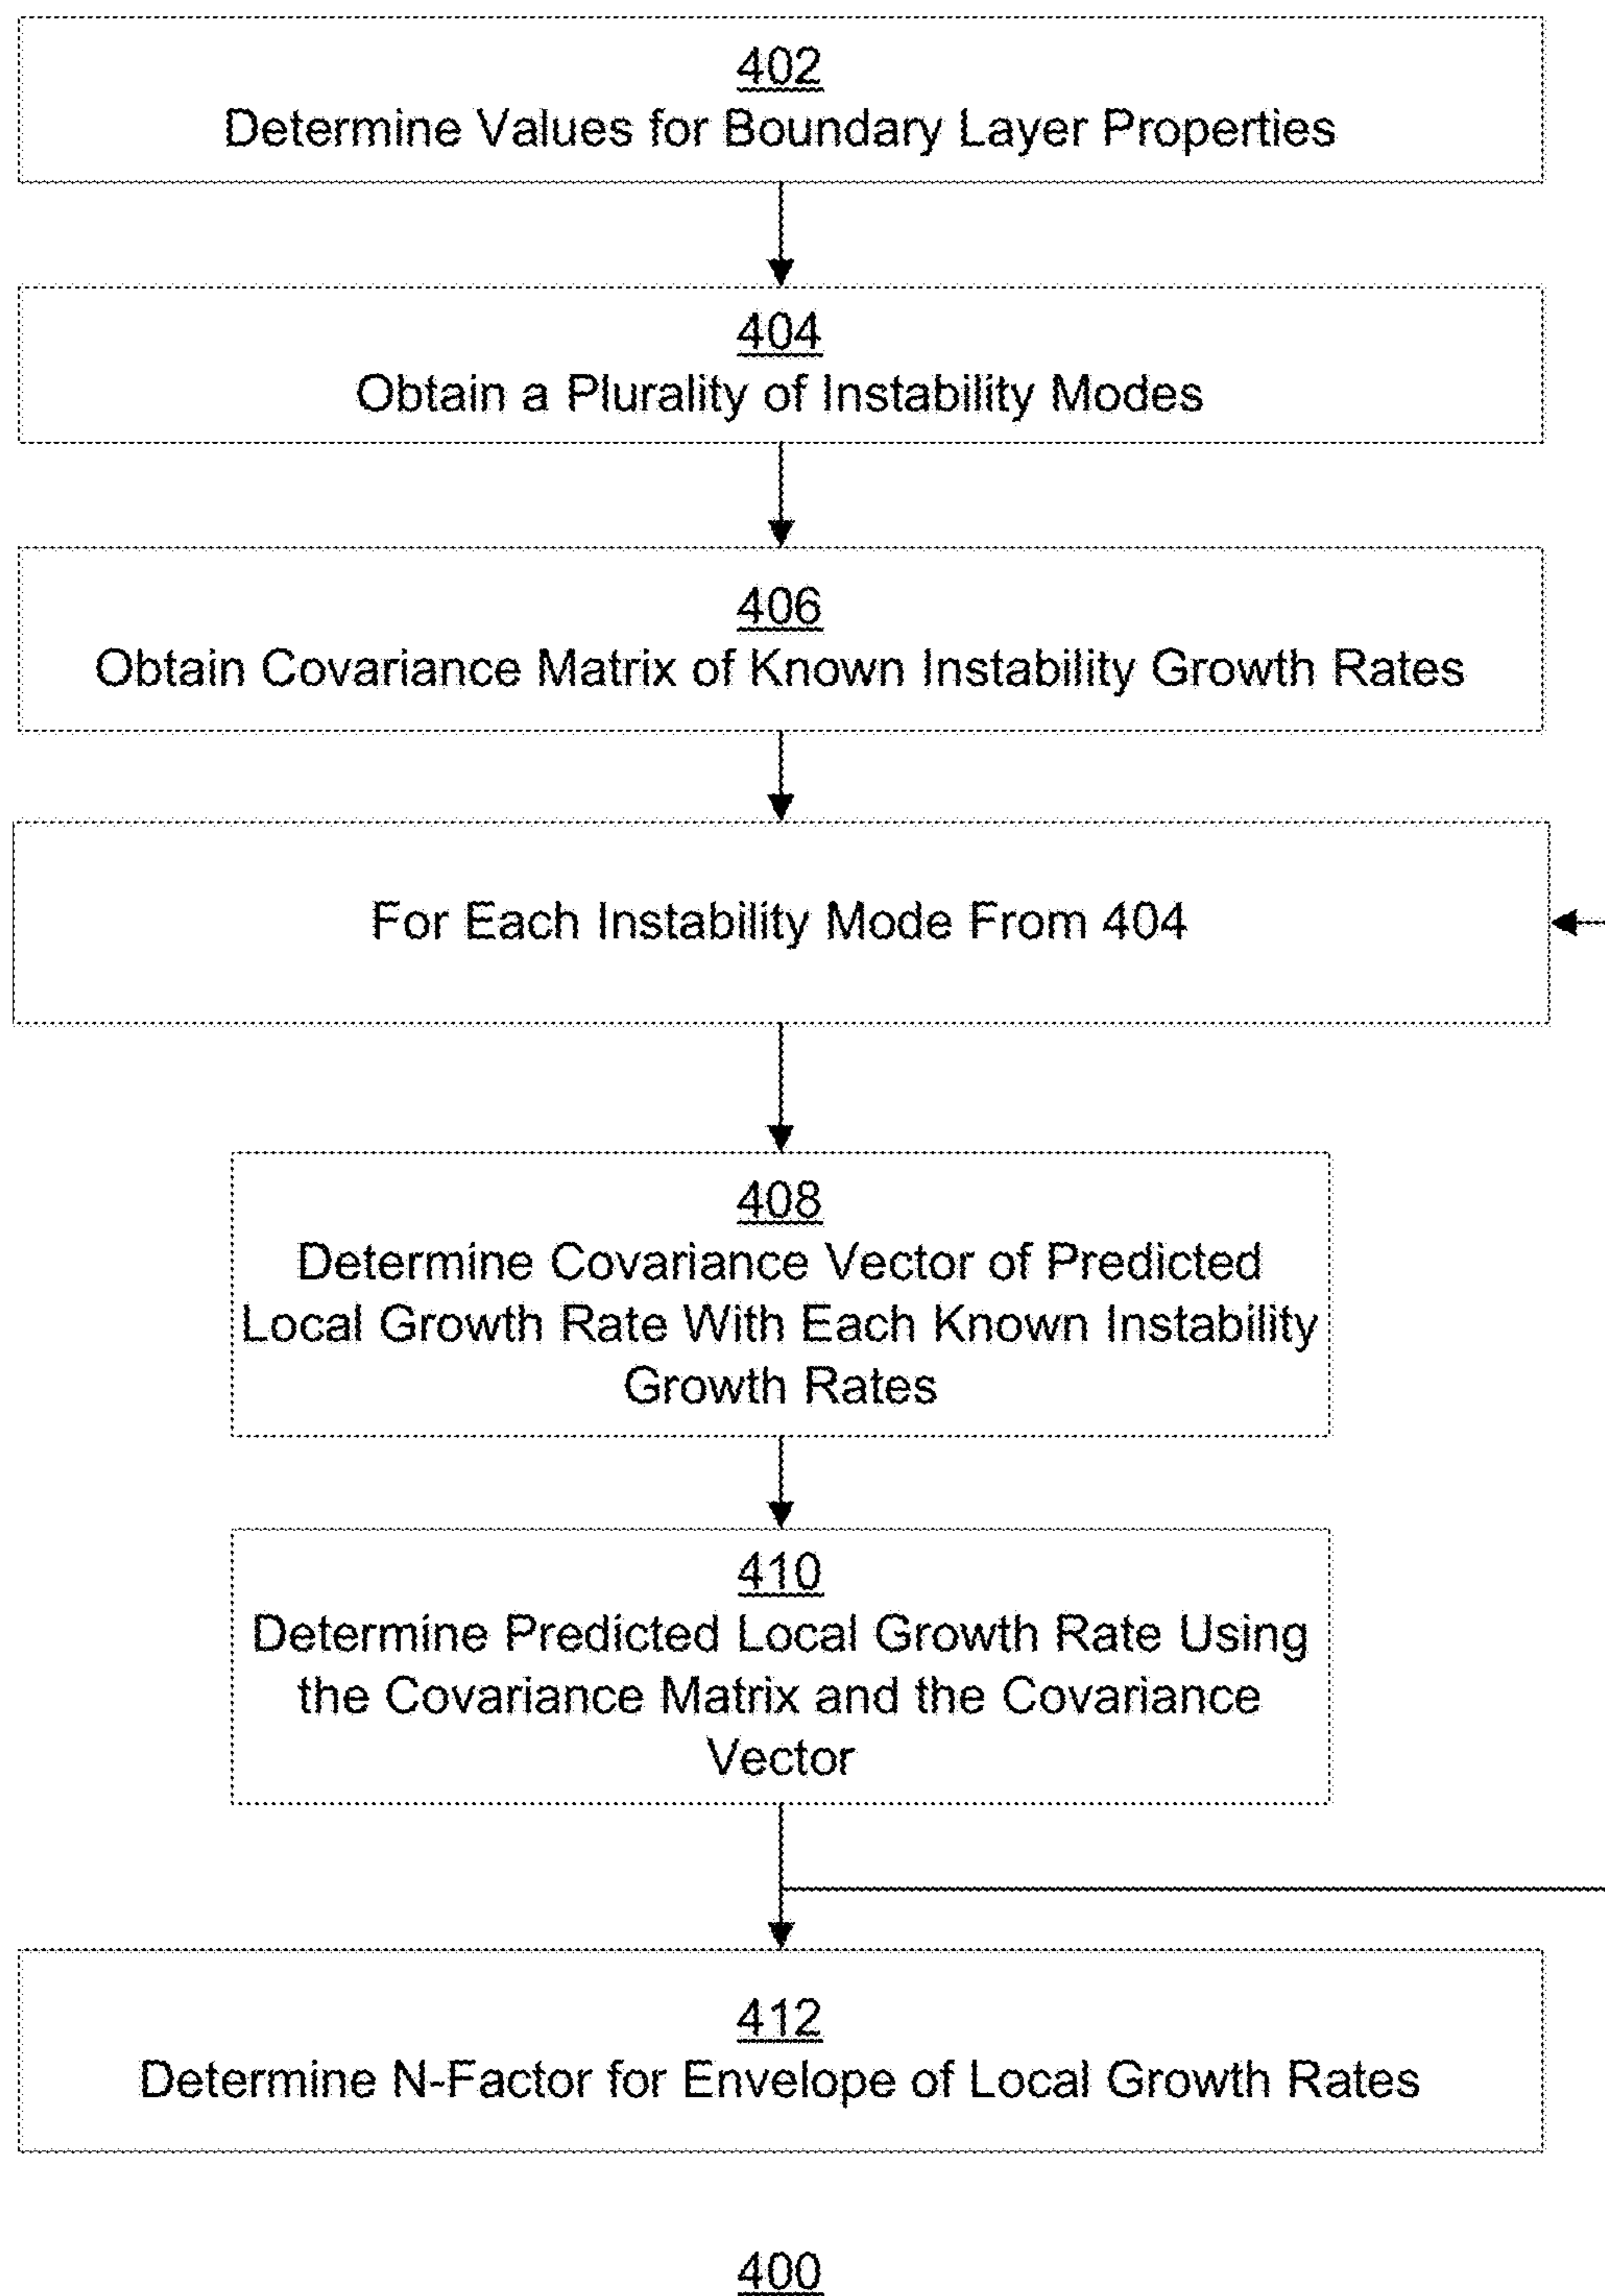 402
Determine Values for Boundary Layer Properties
404
Obtain a Plurality of Instability Modes
406
Obtain Covariance Matrix of Known Instability Growth Rates
For Each Instability Mode From 404
408
Determine Covariance Vector of Predicted
Local Growth Rate With Each Known Instability
Growth Rates
410
Determine Predicted Local Growth Rate Using
the Covariance Matrix and the Covariance
Vector
412
Determine N-Factor for Envelope of Local Growth Rates
400